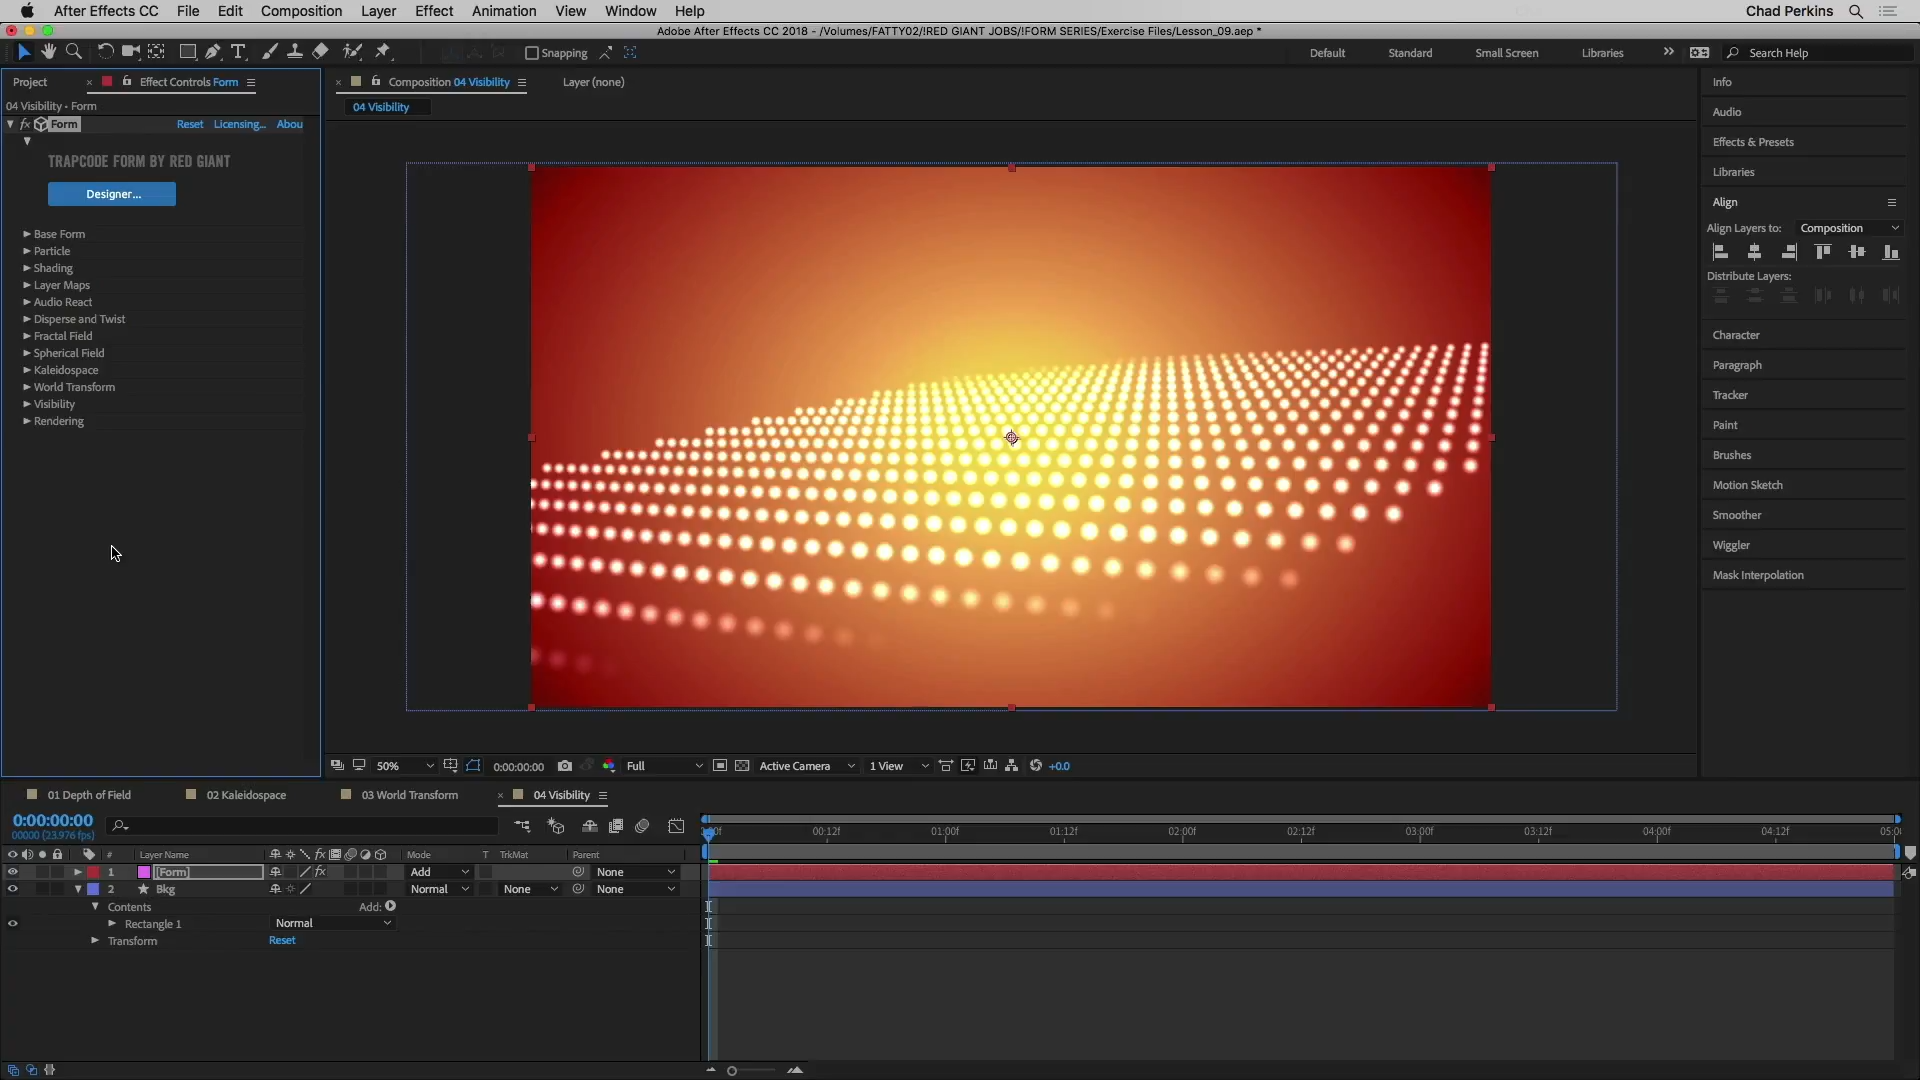 After Effects CC File Edit Composition Layer Effect Animation View Window Help Chad Perkins
Adobe After Effects CC 2018 - /Volumes/FATTY02/!RED GIANT JOBS/!FORM SERIES/Exercise Files/Lesson_09.aep *
Snapping Default Standard Small Screen Libraries Search Help
Project Effect Controls Form
04 Visibility • Form
fx Form Reset Licensing... Abou
TRAPCODE FORM BY RED GIANT
Designer...
Base Form
Particle
Shading
Layer Maps
Audio React
Disperse and Twist
Fractal Field
Spherical Field
Kaleidospace
World Transform
Visibility
Rendering
Composition 04 Visibility Layer (none)
04 Visibility
50% 0:00:00:00 Full Active Camera 1 View +0.0
Info
Audio
Effects & Presets
Libraries
Align
Align Layers to: Composition
Distribute Layers:
Character
Paragraph
Tracker
Paint
Brushes
Motion Sketch
Smoother
Wiggler
Mask Interpolation
01 Depth of Field 02 Kaleidospace 03 World Transform 04 Visibility
0:00:00:00
00000 (23.976 fps)
00:12f 01:00f 01:12f 02:00f 02:12f 03:00f 03:12f 04:00f 04:12f
# Layer Name fx Mode T TrkMat Parent
1 [Form] fx Add None
2 Bkg Normal None None
Contents Add:
Rectangle 1 Normal
Transform Reset